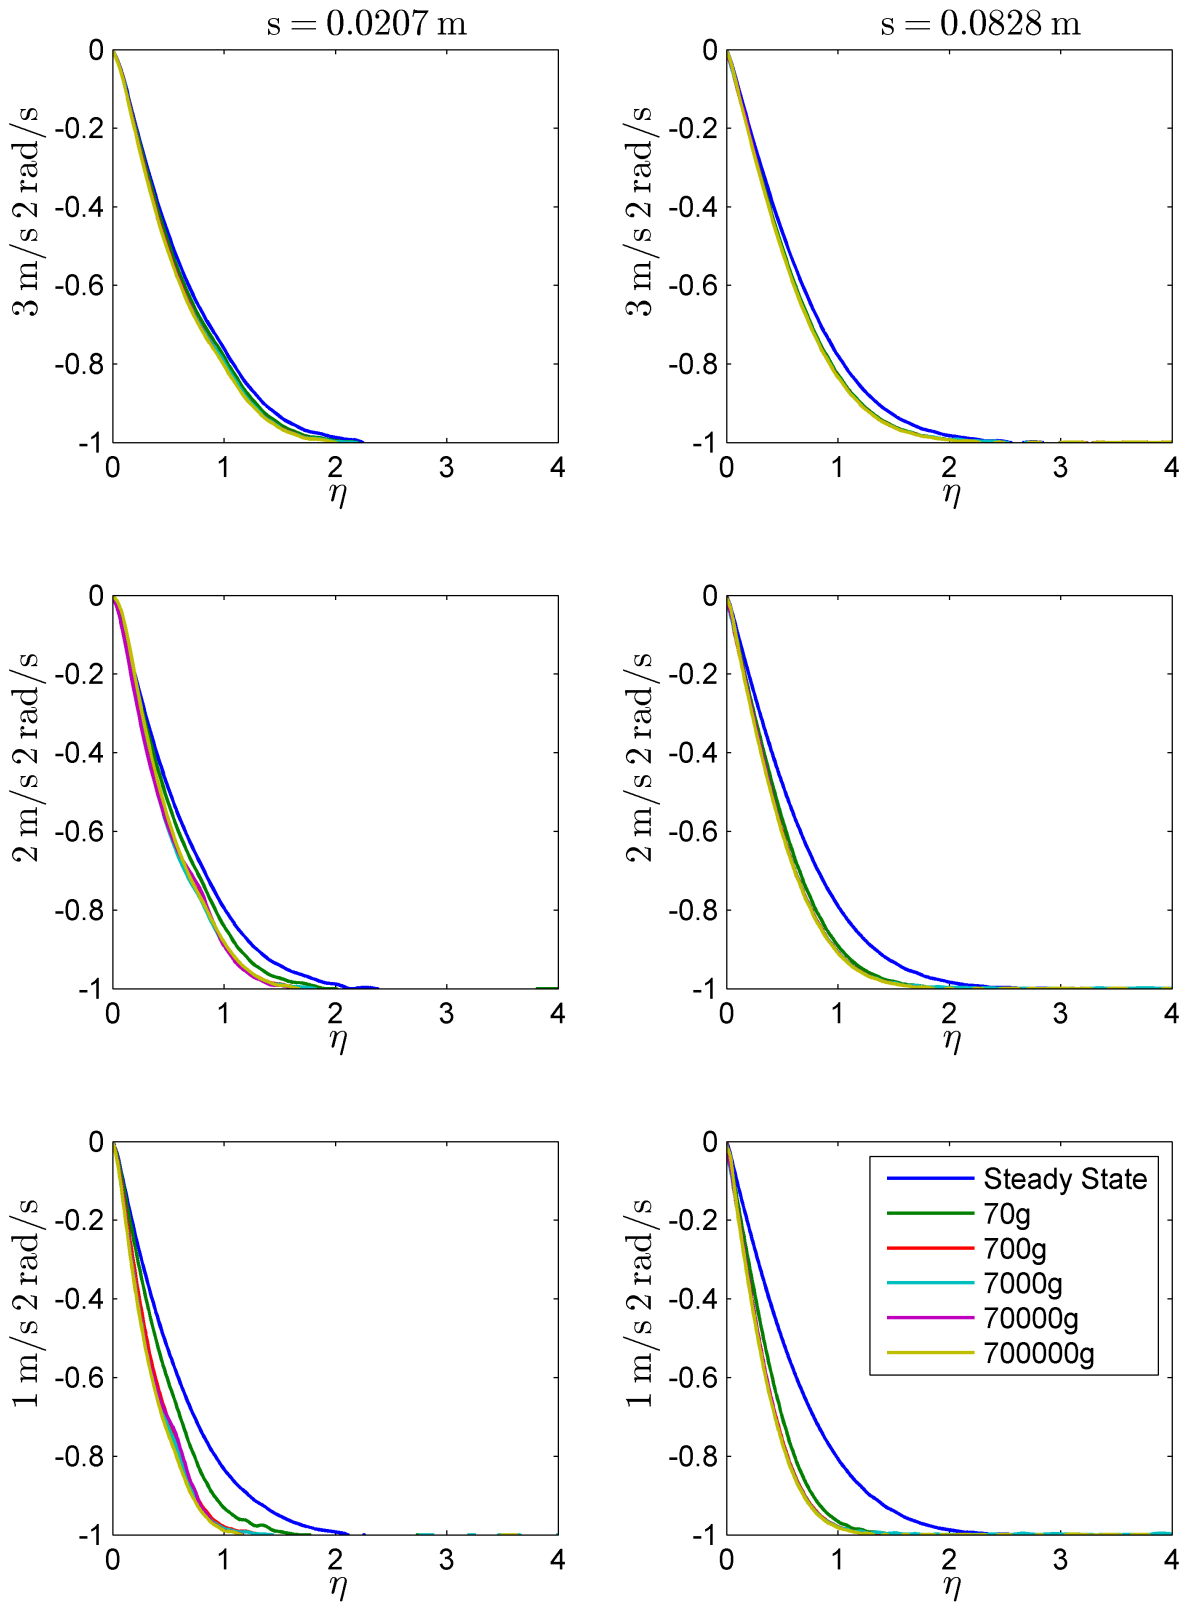 s = 0.0207 m
s = 0.0828 m
3 m/s 2 rad/s
0
-0.2
-0.4
-0.6
-0.8
-1
0 1 2 3 4
η
3 m/s 2 rad/s
0
-0.2
-0.4
-0.6
-0.8
-1
0 1 2 3 4
η
2 m/s 2 rad/s
0
-0.2
-0.4
-0.6
-0.8
-1
0 1 2 3 4
η
2 m/s 2 rad/s
0
-0.2
-0.4
-0.6
-0.8
-1
0 1 2 3 4
η
1 m/s 2 rad/s
0
-0.2
-0.4
-0.6
-0.8
-1
0 1 2 3 4
η
1 m/s 2 rad/s
0
-0.2
-0.4
-0.6
-0.8
-1
0 1 2 3 4
η
Steady State
70g
700g
7000g
70000g
700000g